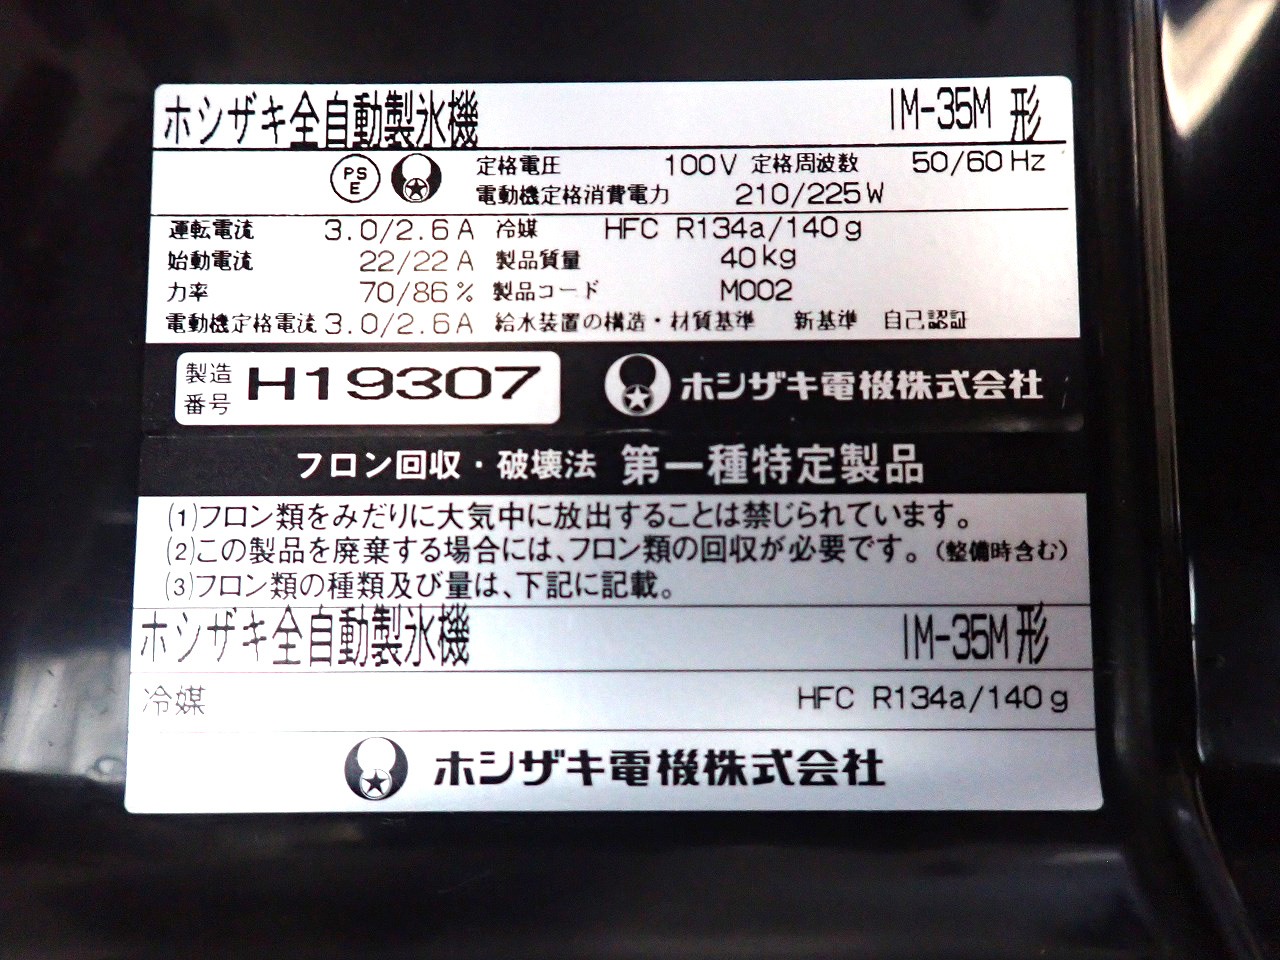 ホシザキ全自動製氷機 IM-35M 形
PS E 定格電圧 100V 定格周波数 50/60Hz
電動機定格消費電力 210/225W
運転電流 3.0/2.6A 冷媒 HFC R134a/140g
始動電流 22/22A 製品質量 40kg
力率 70/86% 製品コード M002
電動機定格電流 3.0/2.6A 給水装置の構造・材質基準 新基準 自己認証
製造番号 H19307 ホシザキ電機株式会社
フロン回収・破壊法 第一種特定製品
(1)フロン類をみだりに大気中に放出することは禁じられています。
(2)この製品を廃棄する場合には、フロン類の回収が必要です。(整備時含む)
(3)フロン類の種類及び量は、下記に記載。
ホシザキ全自動製氷機 IM-35M 形
冷媒 HFC R134a/140g
ホシザキ電機株式会社